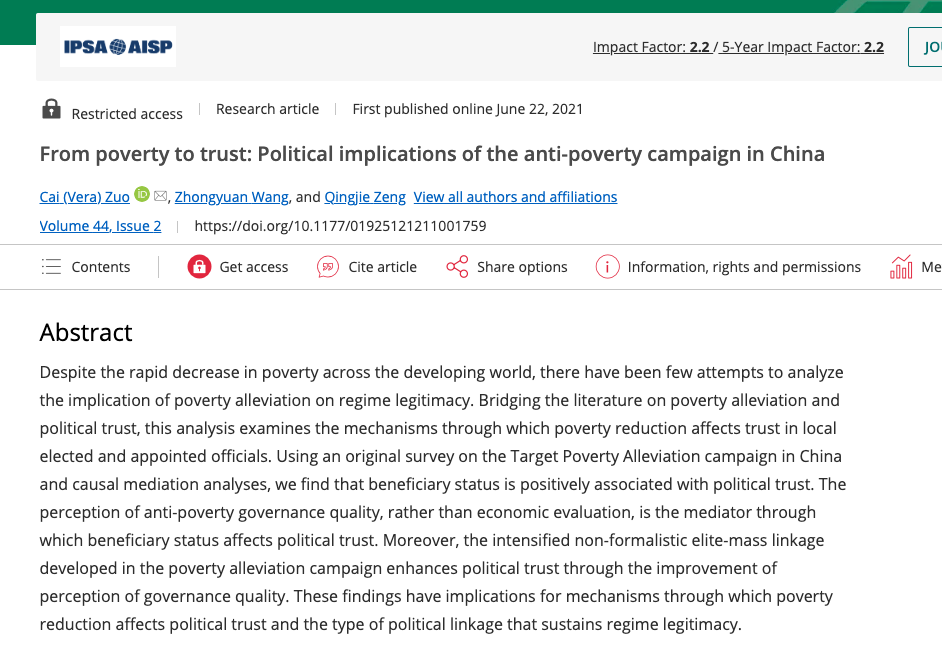 IPSA AISP
Impact Factor: 2.2 / 5-Year Impact Factor: 2.2
JO
Restricted access
Research article
First published online June 22, 2021
From poverty to trust: Political implications of the anti-poverty campaign in China
Cai (Vera) Zuo iD, Zhongyuan Wang, and Qingjie Zeng View all authors and affiliations
Volume 44, Issue 2
https://doi.org/10.1177/01925121211001759
Contents
Get access
Cite article
Share options
Information, rights and permissions
Me
Abstract
Despite the rapid decrease in poverty across the developing world, there have been few attempts to analyze
the implication of poverty alleviation on regime legitimacy. Bridging the literature on poverty alleviation and
political trust, this analysis examines the mechanisms through which poverty reduction affects trust in local
elected and appointed officials. Using an original survey on the Target Poverty Alleviation campaign in China
and causal mediation analyses, we find that beneficiary status is positively associated with political trust. The
perception of anti-poverty governance quality, rather than economic evaluation, is the mediator through
which beneficiary status affects political trust. Moreover, the intensified non-formalistic elite-mass linkage
developed in the poverty alleviation campaign enhances political trust through the improvement of
perception of governance quality. These findings have implications for mechanisms through which poverty
reduction affects political trust and the type of political linkage that sustains regime legitimacy.